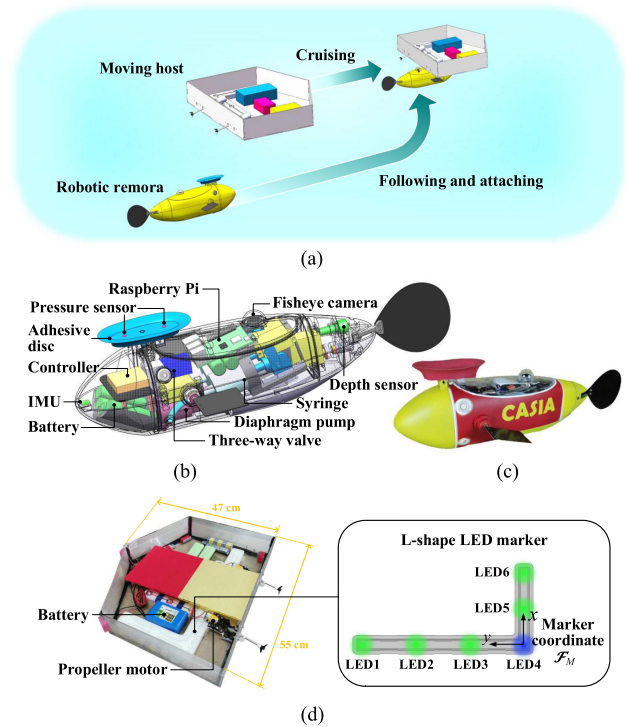 Moving host
Cruising
Robotic remora
Following and attaching
(a)
Raspberry Pi
Pressure sensor
Adhesive
disc
Controller
IMU
Battery
Fisheye camera
Depth sensor
Syringe
Diaphragm pump
Three-way valve
(b)
CASIA
(c)
47 cm
55 cm
Battery
Propeller motor
L-shape LED marker
LED6
LED5
x
y
Marker
coordinate
ℱM
LED1 LED2 LED3 LED4
(d)